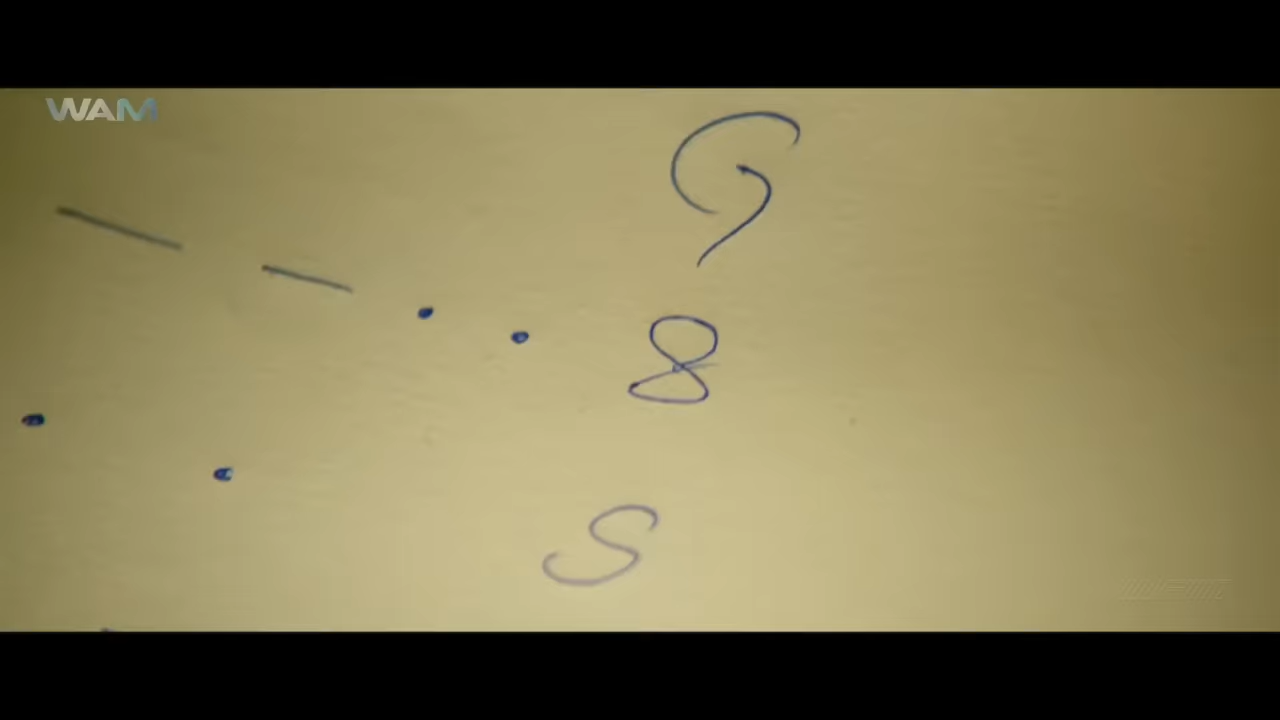 WAM
G
— — . . 8
. . S